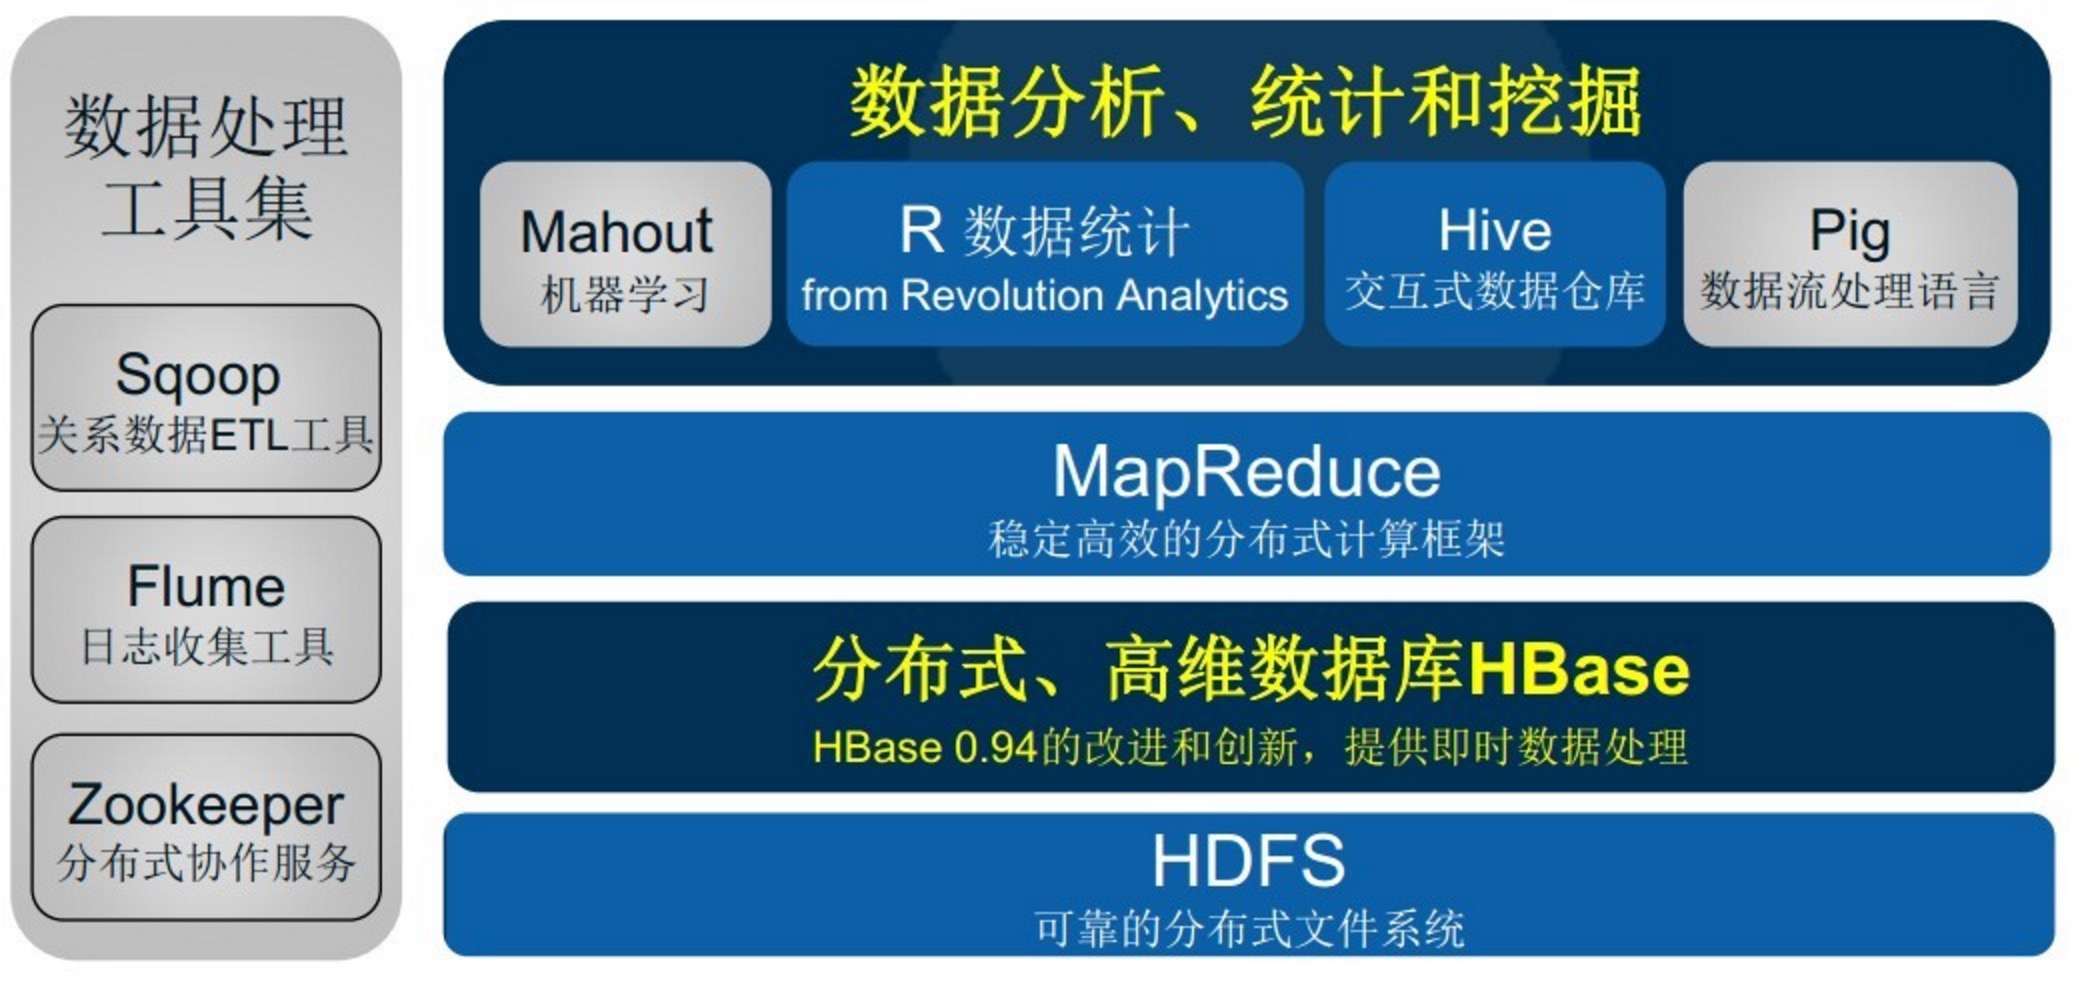 数据处理
工具集
Sqoop
关系数据ETL工具
Flume
日志收集工具
Zookeeper
分布式协作服务
数据分析、统计和挖掘
Mahout
机器学习
R 数据统计
from Revolution Analytics
Hive
交互式数据仓库
Pig
数据流处理语言
MapReduce
稳定高效的分布式计算框架
分布式、高维数据库HBase
HBase 0.94的改进和创新，提供即时数据处理
HDFS
可靠的分布式文件系统